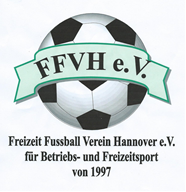 FFVH e.V.
Freizeit Fussball Verein Hannover e.V.
für Betriebs- und Freizeitsport
von 1997